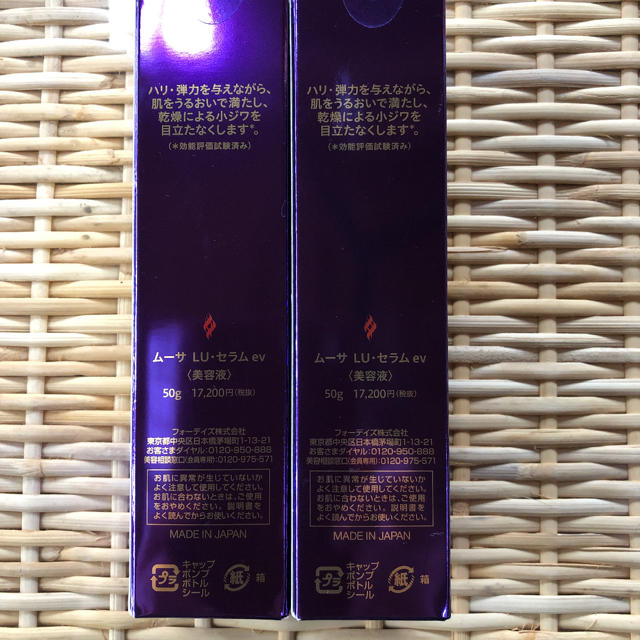 ハリ・弾力を与えながら、
肌をうるおいで満たし、
乾燥による小ジワを
目立たなくします*。
(*効能評価試験済み)
ムーサ LU・セラム ev
〈美容液〉
50g 17,200円(税抜)
フォーデイズ株式会社
東京都中央区日本橋茅場町1-13-21
お客さまダイヤル:0120-950-888
美容相談窓口(会員専用):0120-975-571
お肌に異常が生じていないか
よく注意して使用してください。
お肌に合わないときは、ご使用
をおやめください。説明書を
よく読んでからお使いください。
MADE IN JAPAN
プラ
キャップ
ポンプ
ボトル
シール
紙
箱
ハリ・弾力を与えながら、
肌をうるおいで満たし、
乾燥による小ジワを
目立たなくします*。
(*効能評価試験済み)
ムーサ LU・セラム ev
〈美容液〉
50g 17,200円(税抜)
フォーデイズ株式会社
東京都中央区日本橋茅場町1-13-21
お客さまダイヤル:0120-950-888
美容相談窓口(会員専用):0120-975-571
お肌に異常が生じていないか
よく注意して使用してください。
お肌に合わないときは、ご使用
をおやめください。説明書を
よく読んでからお使いください。
MADE IN JAPAN
プラ
キャップ
ポンプ
ボトル
シール
紙
箱